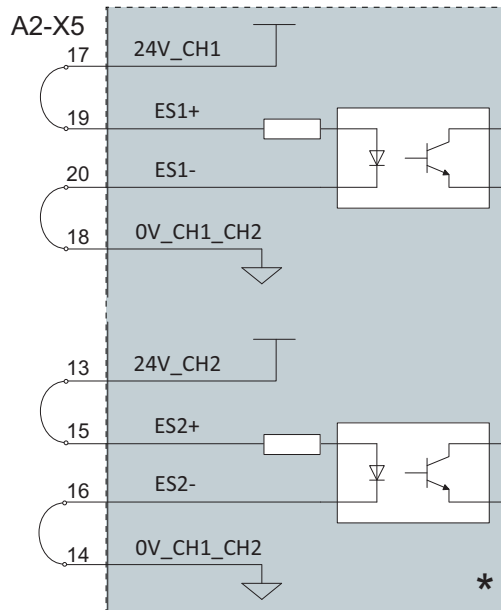 A2-X5
17 24V_CH1
19 ES1+
20 ES1-
18 0V_CH1_CH2
13 24V_CH2
15 ES2+
16 ES2-
14 0V_CH1_CH2
*